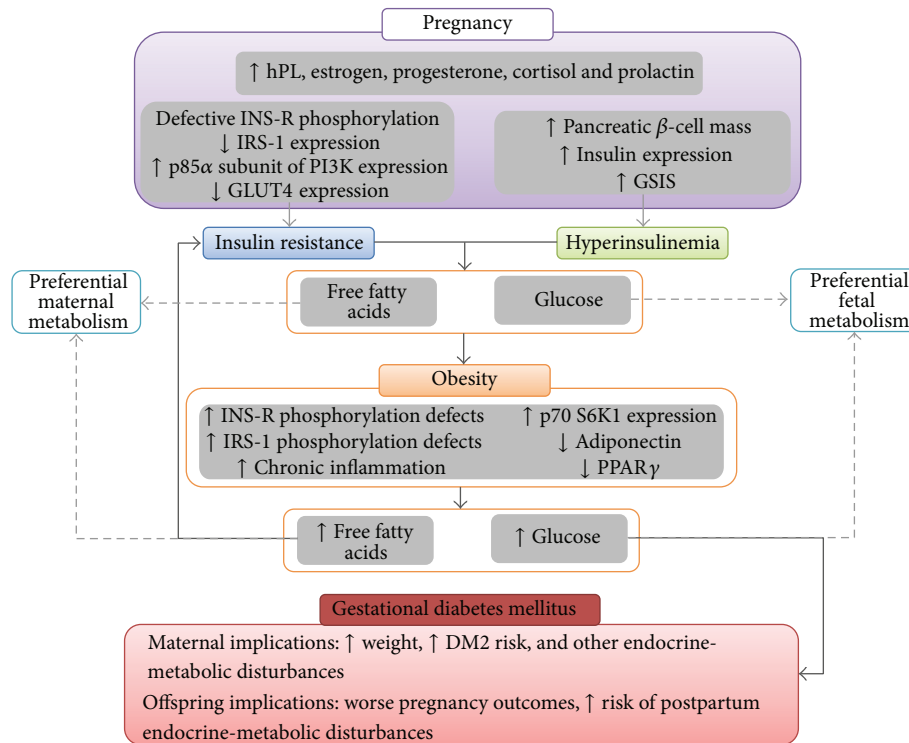 Pregnancy
↑ hPL, estrogen, progesterone, cortisol and prolactin
Defective INS-R phosphorylation
↓ IRS-1 expression
↑ p85α subunit of PI3K expression
↓ GLUT4 expression
↑ Pancreatic β-cell mass
↑ Insulin expression
↑ GSIS
Insulin resistance
Hyperinsulinemia
Preferential
maternal
metabolism
Free fatty
acids
Glucose
Preferential
fetal
metabolism
Obesity
↑ INS-R phosphorylation defects
↑ IRS-1 phosphorylation defects
↑ Chronic inflammation
↑ p70 S6K1 expression
↓ Adiponectin
↓ PPARγ
↑ Free fatty
acids
↑ Glucose
Gestational diabetes mellitus
Maternal implications: ↑ weight, ↑ DM2 risk, and other endocrine-
metabolic disturbances
Offspring implications: worse pregnancy outcomes, ↑ risk of postpartum
endocrine-metabolic disturbances